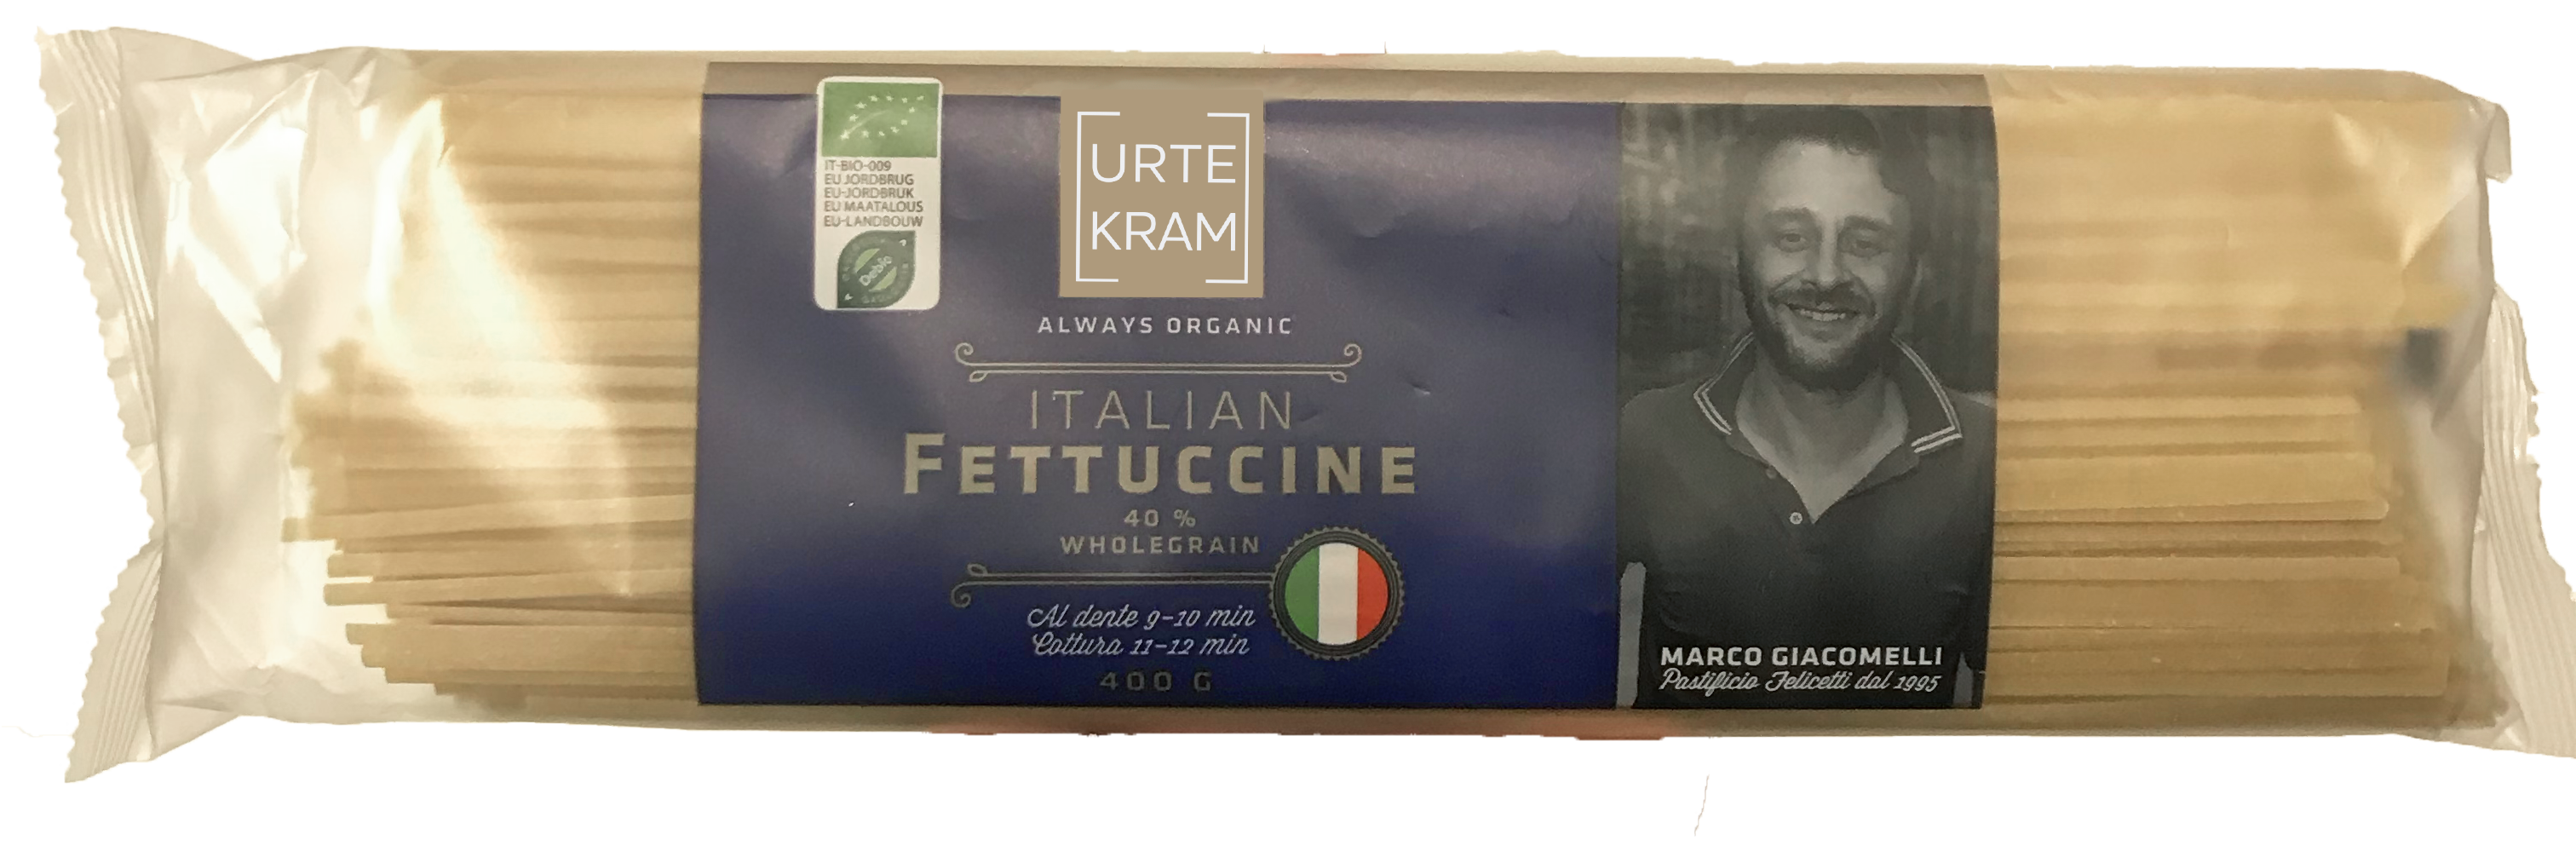 IT-BIO-009
EU JORDBRUG
EU-JORDBRUK
EU MAATALOUS
EU-LANDBOUW
Debio
URTE
KRAM
ALWAYS ORGANIC
ITALIAN
FETTUCCINE
40 %
WHOLEGRAIN
Al dente 9-10 min
Cottura 11-12 min
400 G
MARCO GIACOMELLI
Pastificio Felicetti dal 1995